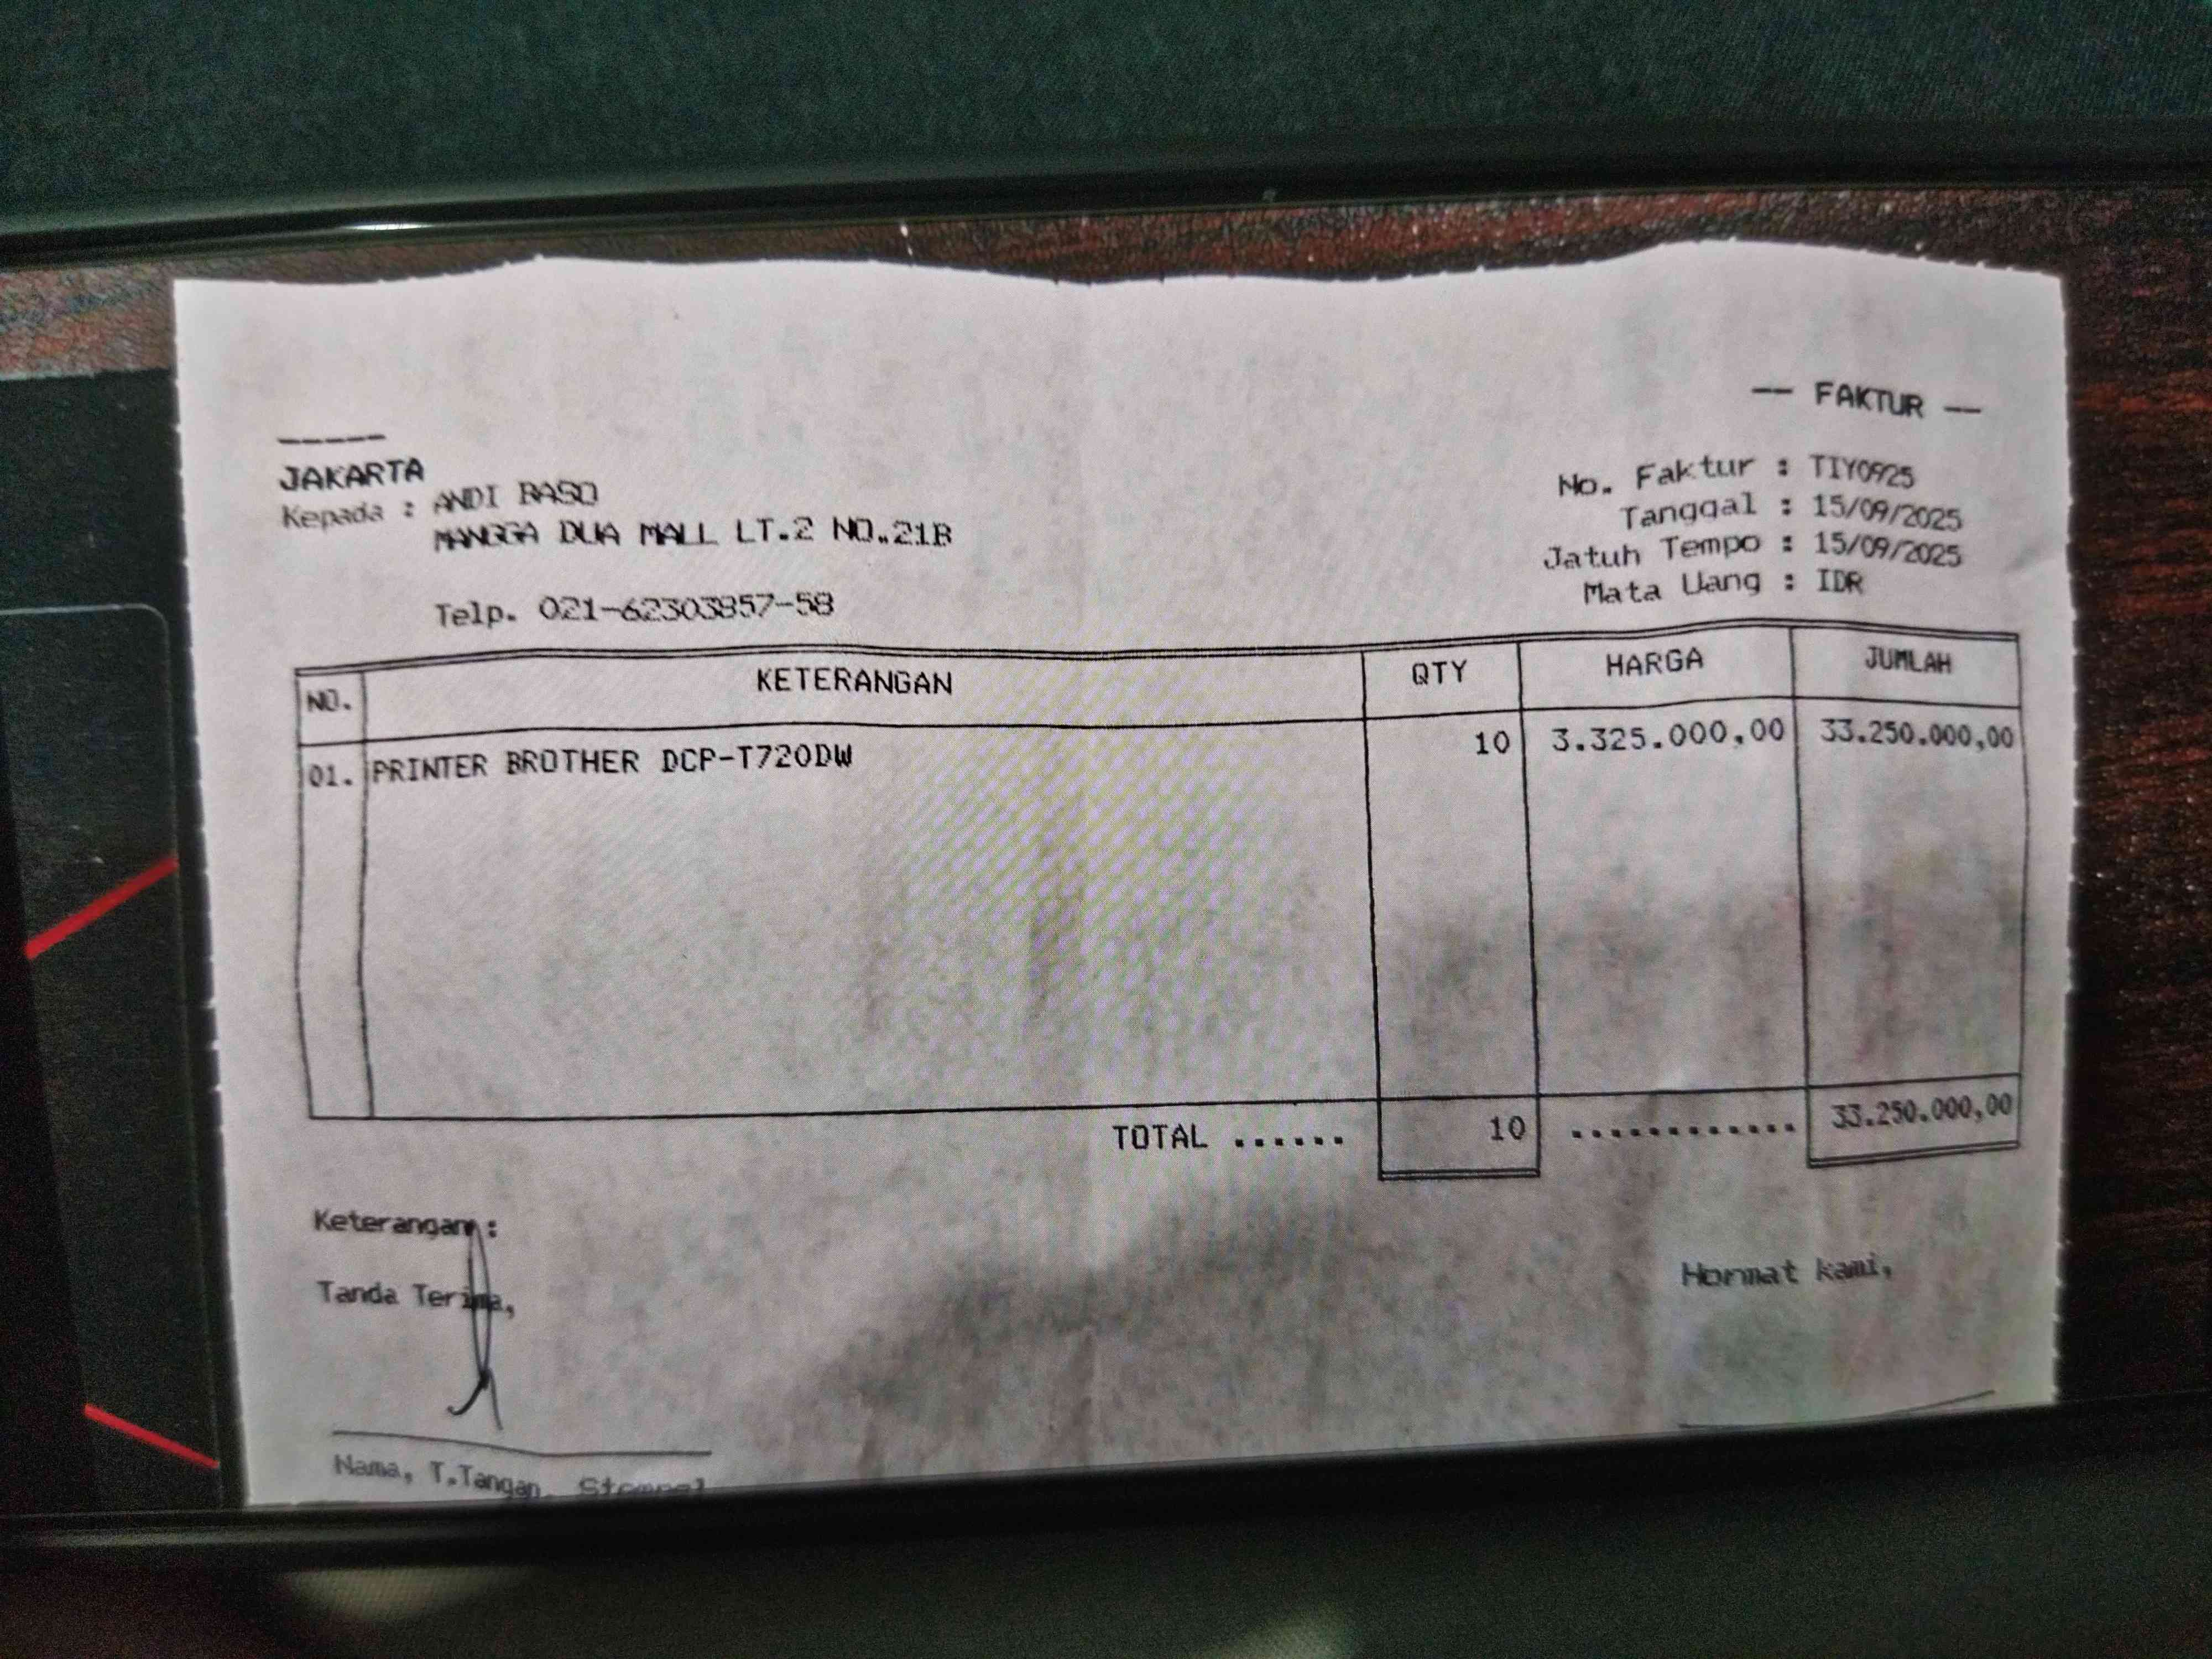 -- FAKTUR --
-----
JAKARTA
Kepada : ANDI BASO
MANGGA DUA MALL LT.2 NO.21B
Telp. 021-62303857-58
No. Faktur : TIY0925
Tanggal : 15/09/2025
Jatuh Tempo : 15/09/2025
Mata Uang : IDR
NO. KETERANGAN QTY HARGA JUMLAH
01. PRINTER BROTHER DCP-T720DW 10 3.325.000,00 33.250.000,00
TOTAL ...... 10 ............ 33.250.000,00
Keterangan :
Tanda Terima,
Hormat kami,
Nama, T.Tangan, Stempel